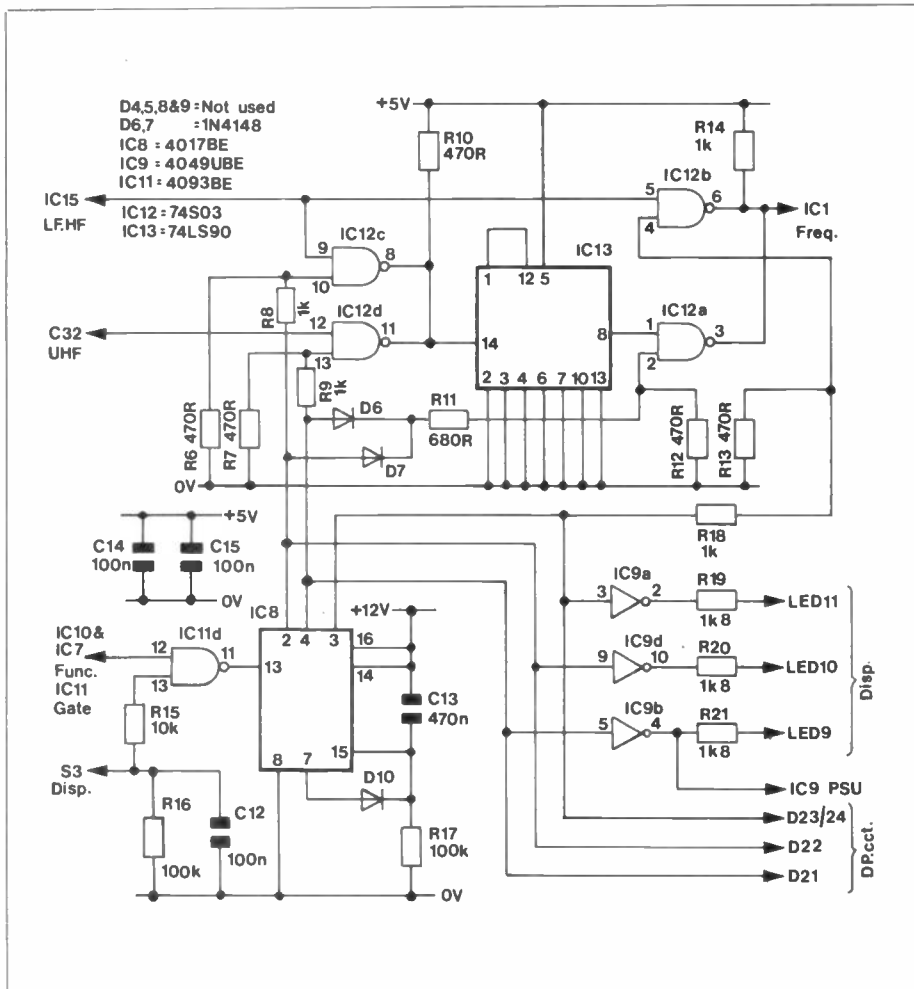 D4,5,8&9 = Not used
D6,7 = 1N4148
IC8 = 4017BE
IC9 = 4049UBE
IC11 = 4093BE
IC12 = 74S03
IC13 = 74LS90
+5V
R10
470R
R14
1k
IC12b
5
4
6
IC15
LF.HF
IC1
Freq.
IC12c
9
10
8
R8
1k
IC13
1
12
5
14
8
2
3
4
6
7
10
13
C32
UHF
IC12d
12
13
11
IC12a
1
2
3
R9
1k
D6
D7
R11
680R
R6 470R
R7 470R
R12 470R
R13 470R
0V
+5V
C14
100n
C15
100n
0V
R18
1k
IC8
2
4
3
13
16
14
15
8
7
+12V
C13
470n
IC10&
IC7
Func.
IC11
Gate
IC11d
12
13
11
R15
10k
S3
Disp.
R16
100k
C12
100n
D10
R17
100k
0V
IC9a
3
2
R19
1k8
LED11
IC9d
9
10
R20
1k8
LED10
IC9b
5
4
R21
1k8
LED9
Disp.
IC9 PSU
D23/24
D22
D21
DP.cct.